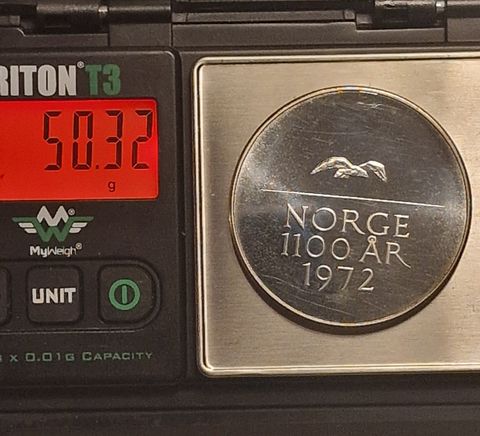 RITON® T3
50.32
g
MyWeigh®
UNIT
x 0.01G CAPACITY
NORGE
1100 ÅR
1972